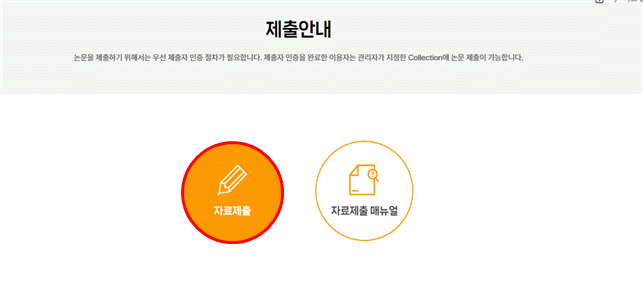 제출안내
논문을 제출하기 위해서는 우선 제출자 인증 절차가 필요합니다. 제출자 인증을 완료한 이용자는 관리자가 지정한 Collection에 논문 제출이 가능합니다.
자료제출
자료제출 매뉴얼